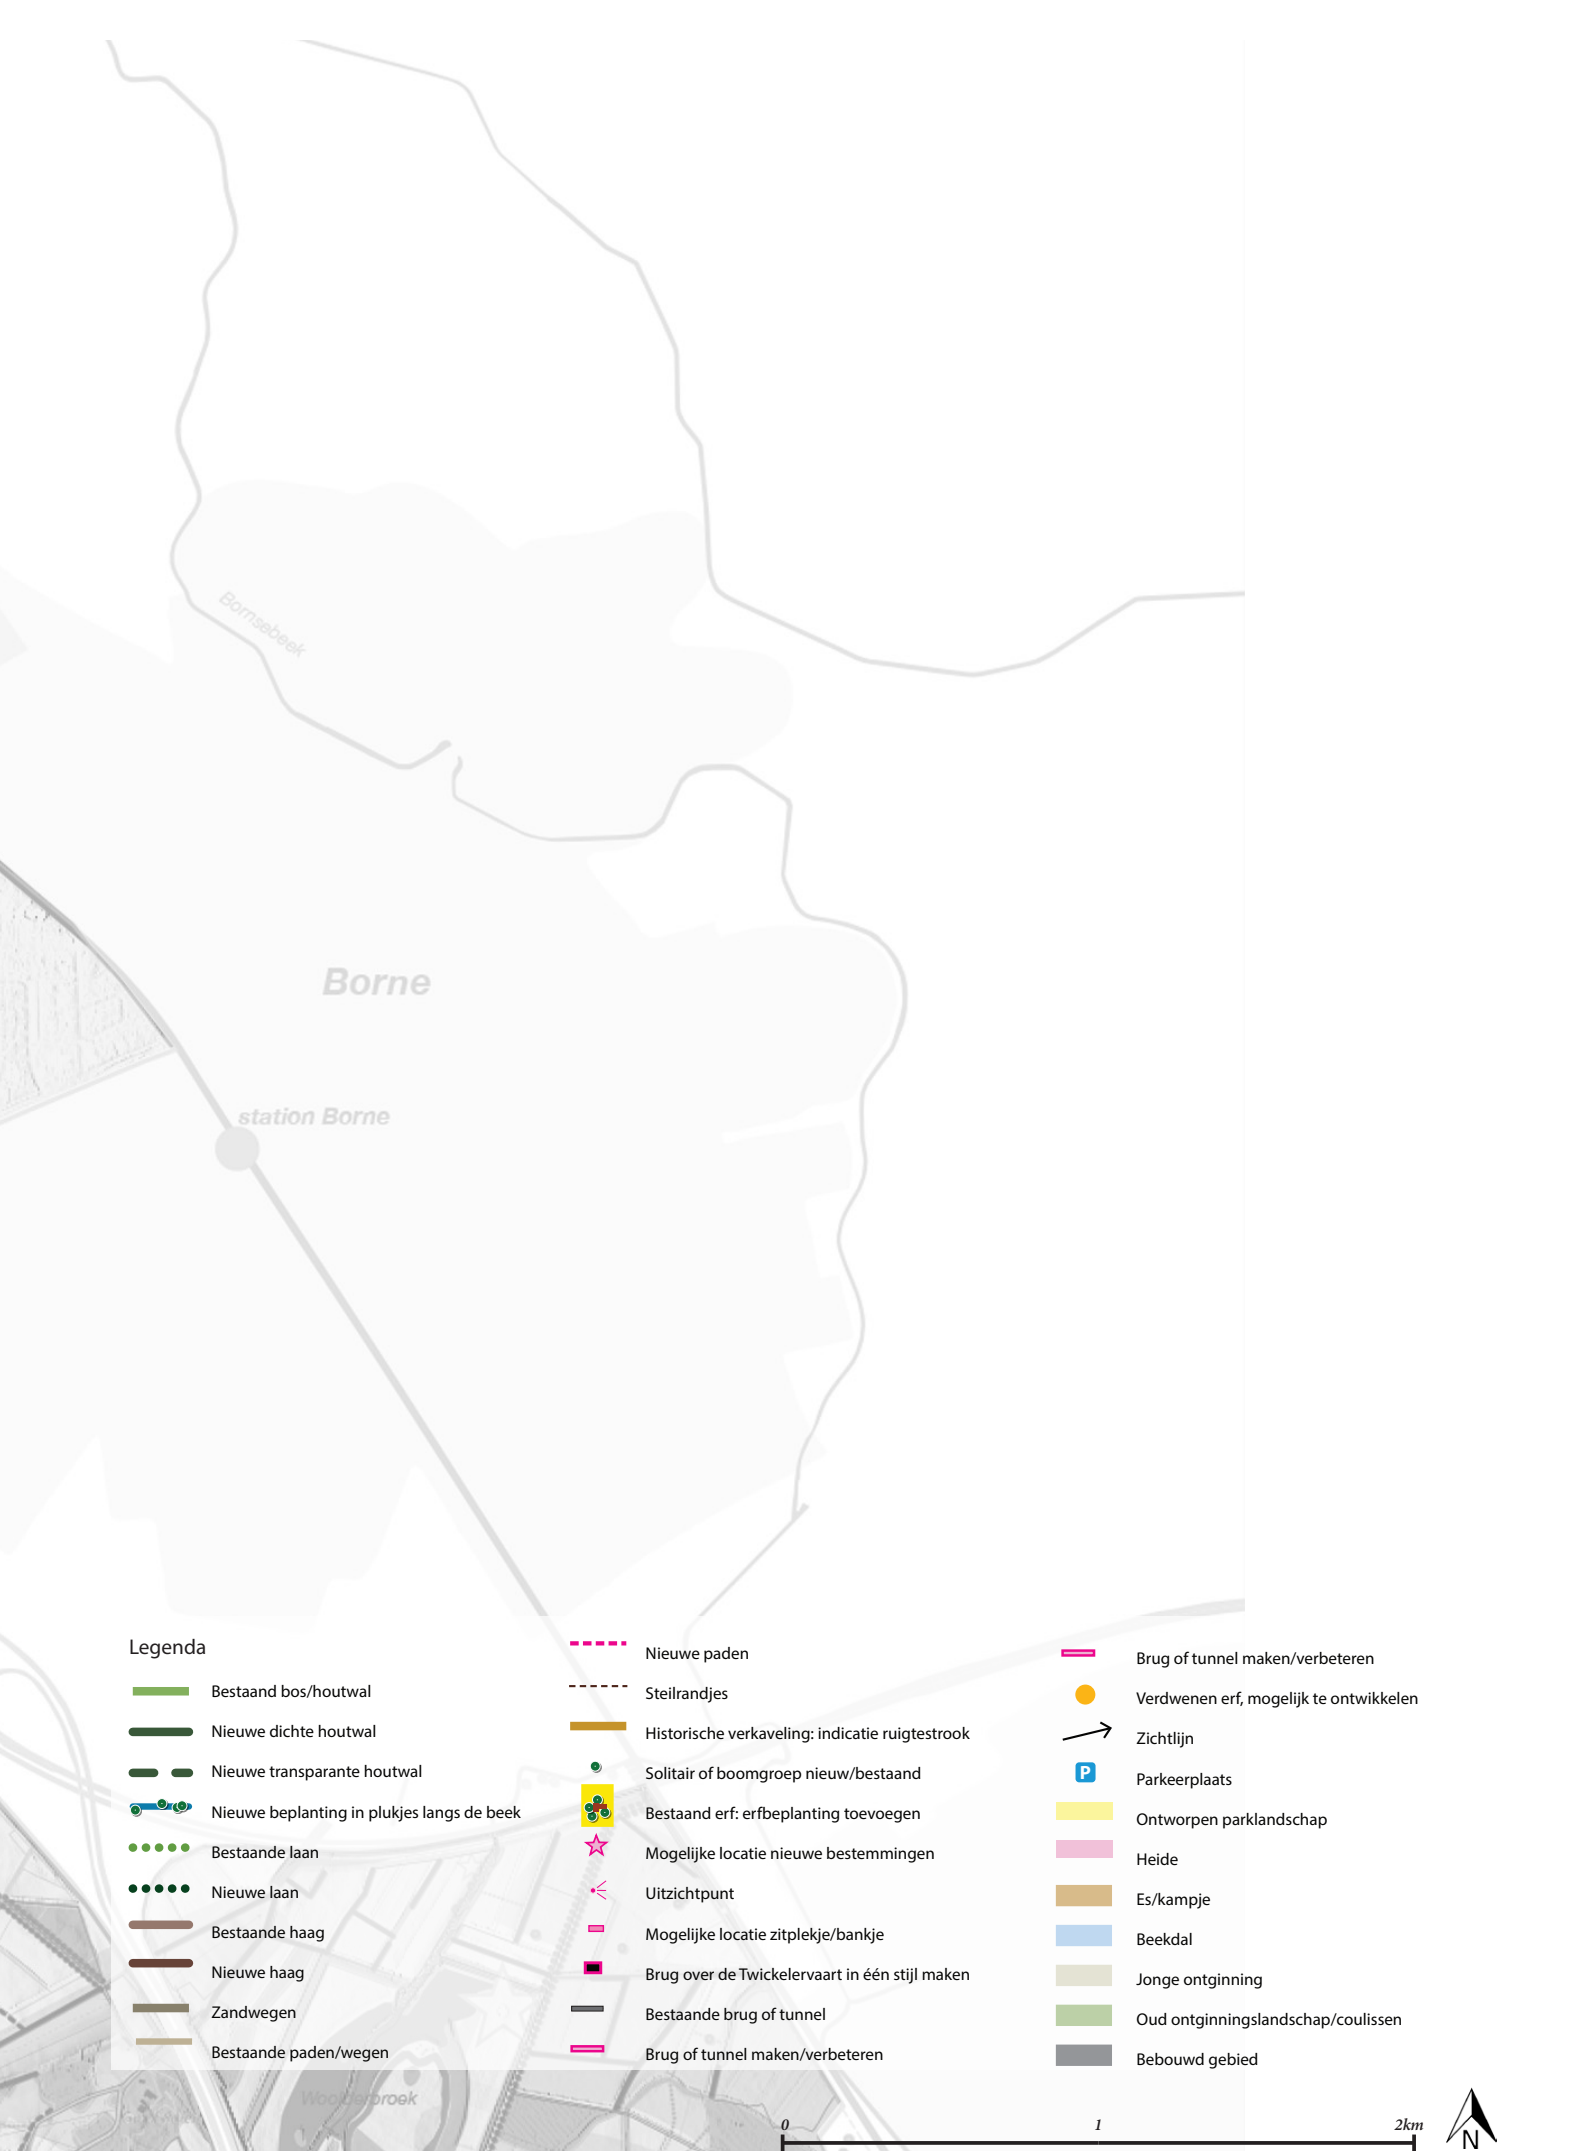 Bornsebeek
Borne
station Borne
Legenda
Bestaand bos/houtwal
Nieuwe dichte houtwal
Nieuwe transparante houtwal
Nieuwe beplanting in plukjes langs de beek
Bestaande laan
Nieuwe laan
Bestaande haag
Nieuwe haag
Zandwegen
Bestaande paden/wegen
Nieuwe paden
Steilrandjes
Historische verkaveling: indicatie ruigtestrook
Solitair of boomgroep nieuw/bestaand
Bestaand erf: erfbeplanting toevoegen
Mogelijke locatie nieuwe bestemmingen
Uitzichtpunt
Mogelijke locatie zitplekje/bankje
Brug over de Twickelervaart in één stijl maken
Bestaande brug of tunnel
Brug of tunnel maken/verbeteren
Brug of tunnel maken/verbeteren
Verdwenen erf, mogelijk te ontwikkelen
Zichtlijn
P Parkeerplaats
Ontworpen parklandschap
Heide
Es/kampje
Beekdal
Jonge ontginning
Oud ontginningslandschap/coulissen
Bebouwd gebied
Woolderbroek
0 1 2km
N